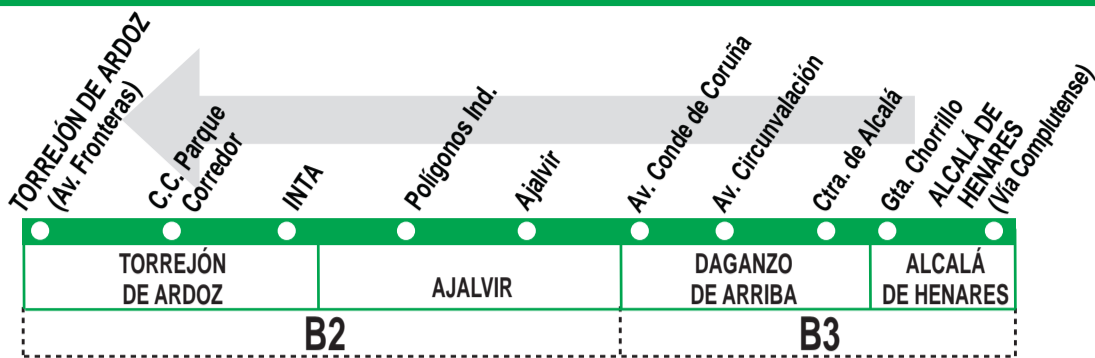 TORREJÓN DE ARDOZ
(Av. Fronteras)
C.C. Parque
Corredor
INTA
Polígonos Ind.
Ajalvir
Av. Conde de Coruña
Av. Circunvalación
Ctra. de Alcalá
Gta. Chorrillo
ALCALÁ DE
HENARES
(Vía Complutense)
TORREJÓN
DE ARDOZ
AJALVIR
DAGANZO
DE ARRIBA
ALCALÁ
DE HENARES
B2
B3